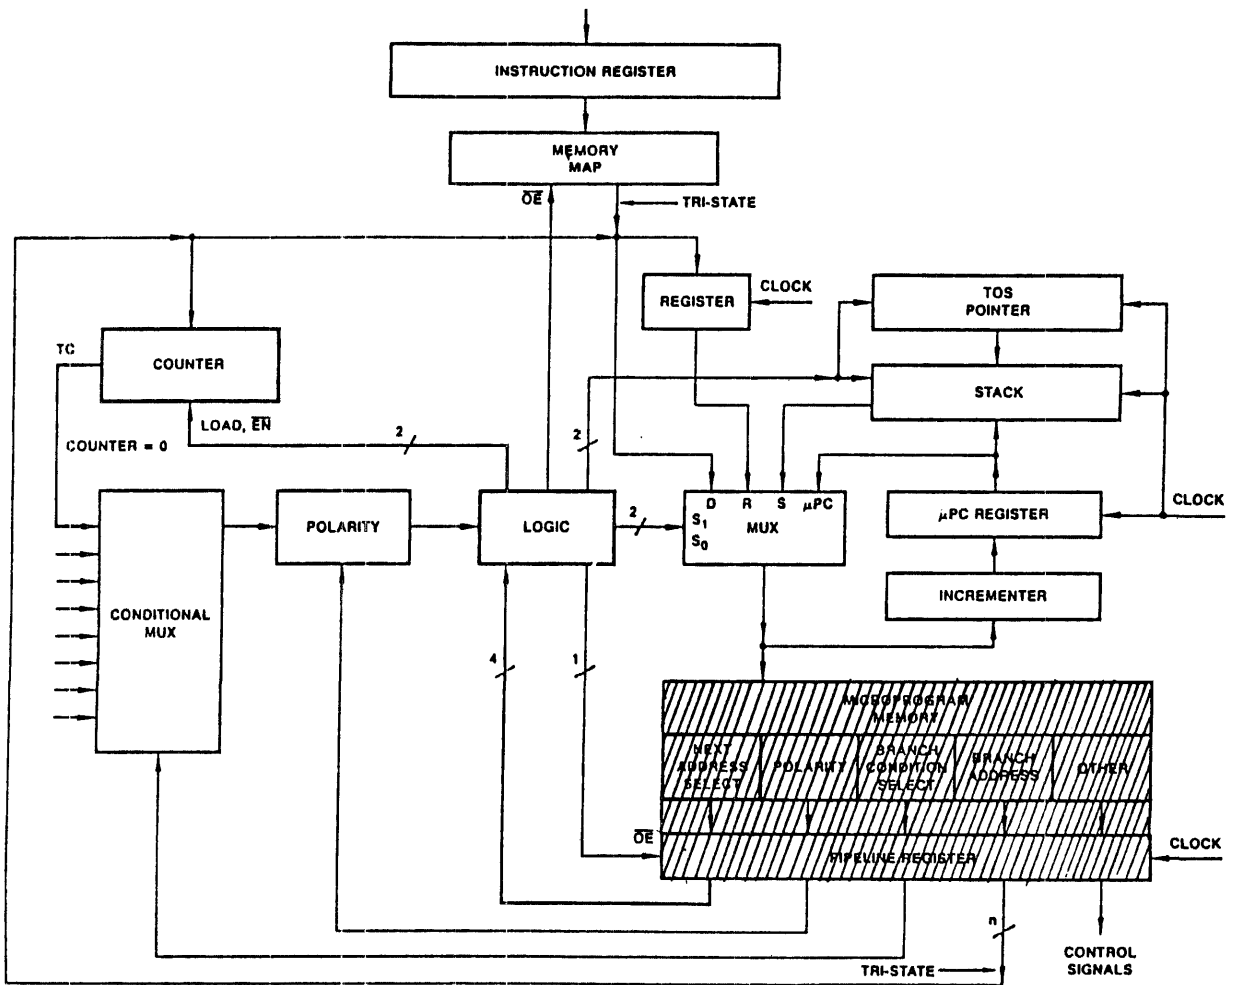 INSTRUCTION REGISTER
MEMORY
MAP
OE
TRI-STATE
REGISTER
CLOCK
TOS
POINTER
TC
COUNTER
STACK
LOAD, EN
COUNTER = 0
2
2
D R S μPC
S1
S0
MUX
POLARITY
LOGIC
2
μPC REGISTER
CLOCK
INCREMENTER
CONDITIONAL
MUX
4
1
MICROPROGRAM
MEMORY
NEXT
ADDRESS
SELECT
POLARITY
BRANCH
CONDITION
SELECT
BRANCH
ADDRESS
OTHER
OE
PIPELINE REGISTER
CLOCK
n
TRI-STATE
CONTROL
SIGNALS